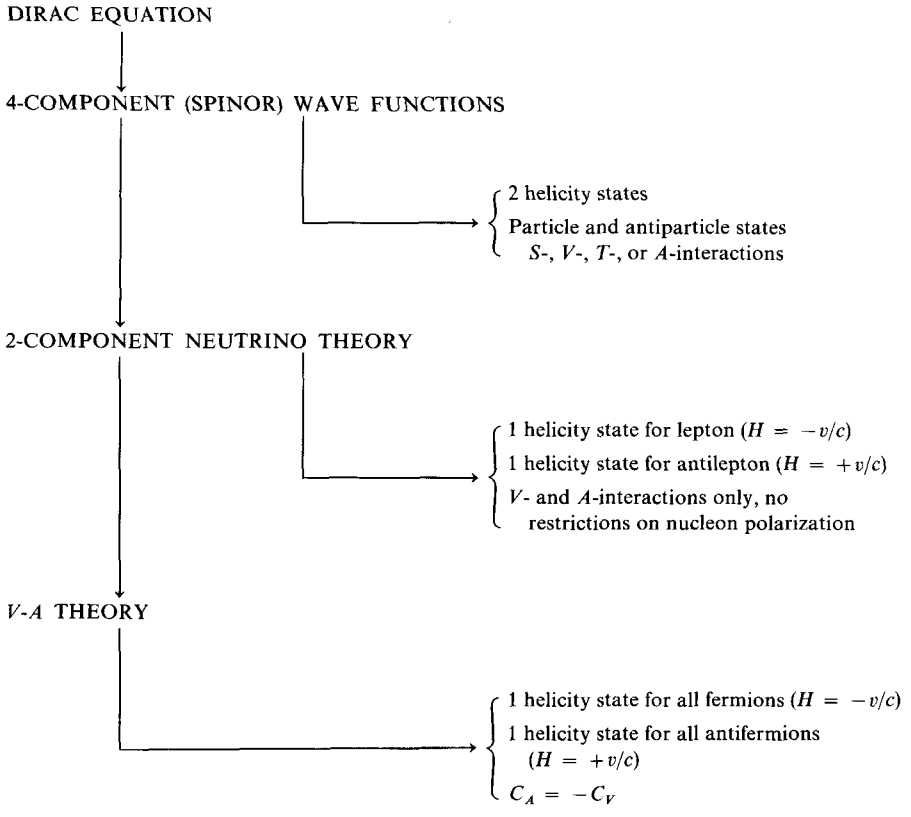 DIRAC EQUATION
4-COMPONENT (SPINOR) WAVE FUNCTIONS
2 helicity states
Particle and antiparticle states
S-, V-, T-, or A-interactions
2-COMPONENT NEUTRINO THEORY
1 helicity state for lepton (H = −v/c)
1 helicity state for antilepton (H = +v/c)
V- and A-interactions only, no
restrictions on nucleon polarization
V-A THEORY
1 helicity state for all fermions (H = −v/c)
1 helicity state for all antifermions
(H = +v/c)
C_A = −C_V